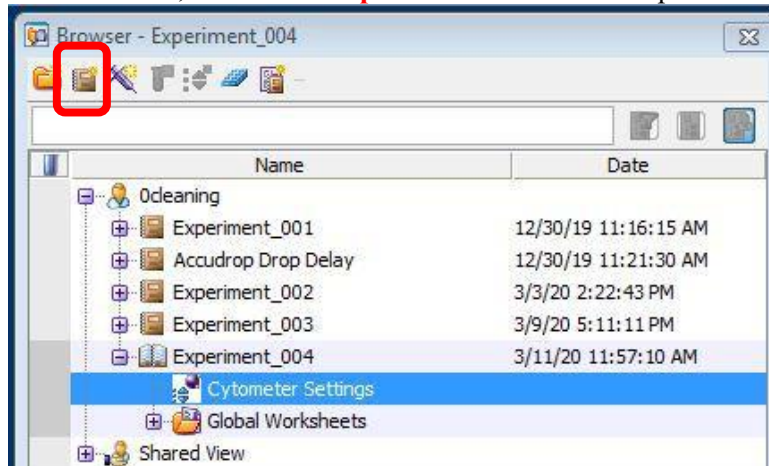 Browser - Experiment_004
Name Date
0cleaning
Experiment_001 12/30/19 11:16:15 AM
Accudrop Drop Delay 12/30/19 11:21:30 AM
Experiment_002 3/3/20 2:22:43 PM
Experiment_003 3/9/20 5:11:11 PM
Experiment_004 3/11/20 11:57:10 AM
Cytometer Settings
Global Worksheets
Shared View